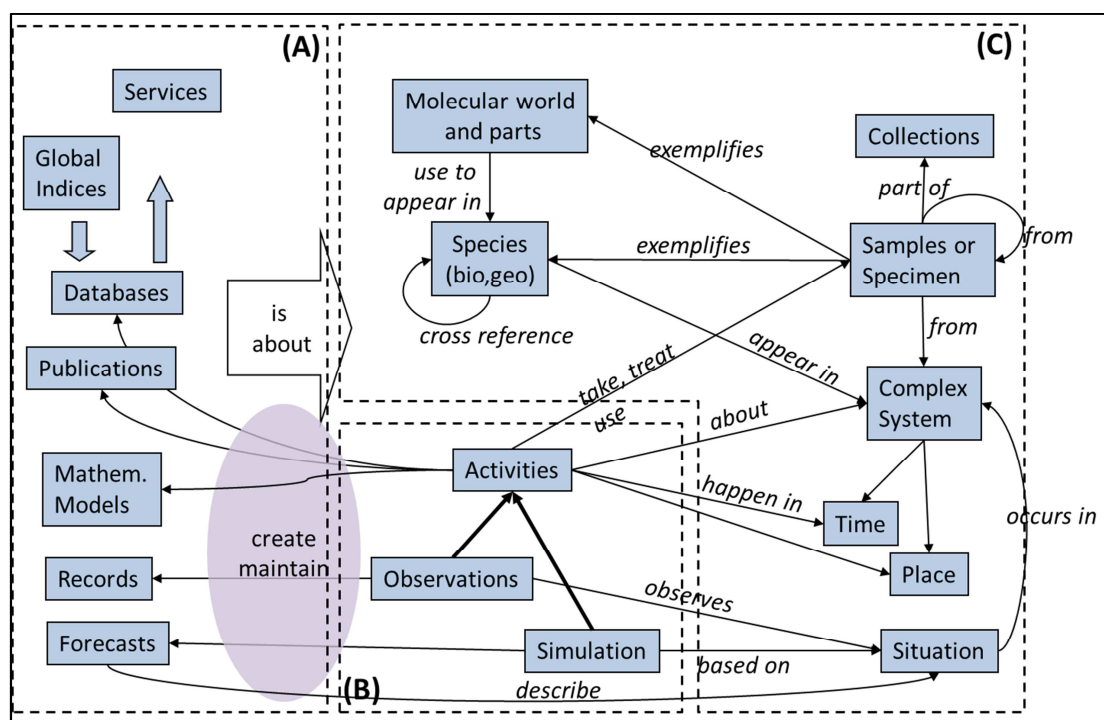 (A)
Services
Global
Indices
Databases
Publications
Mathem.
Models
Records
Forecasts
is
about
create
maintain
(B)
Activities
Observations
Simulation
(C)
Molecular world
and parts
use to
appear in
Species
(bio,geo)
cross reference
exemplifies
exemplifies
Collections
part of
from
Samples or
Specimen
from
appear in
take, treat
use
about
Complex
System
happen in
Time
Place
occurs in
observes
based on
Situation
describe